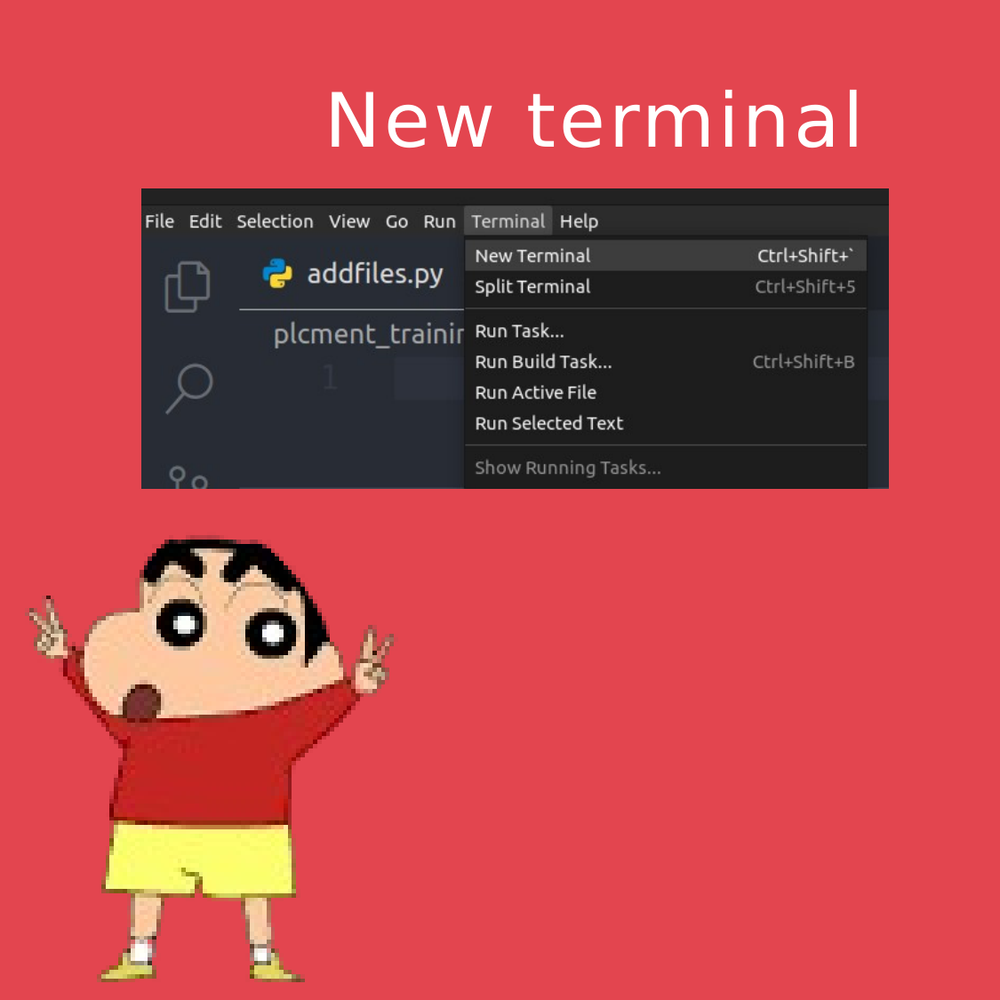 New terminal
File Edit Selection View Go Run Terminal Help
New Terminal Ctrl+Shift+`
addfiles.py
Split Terminal Ctrl+Shift+5
plcment_trainin
Run Task...
1
Run Build Task... Ctrl+Shift+B
Run Active File
Run Selected Text
Show Running Tasks...